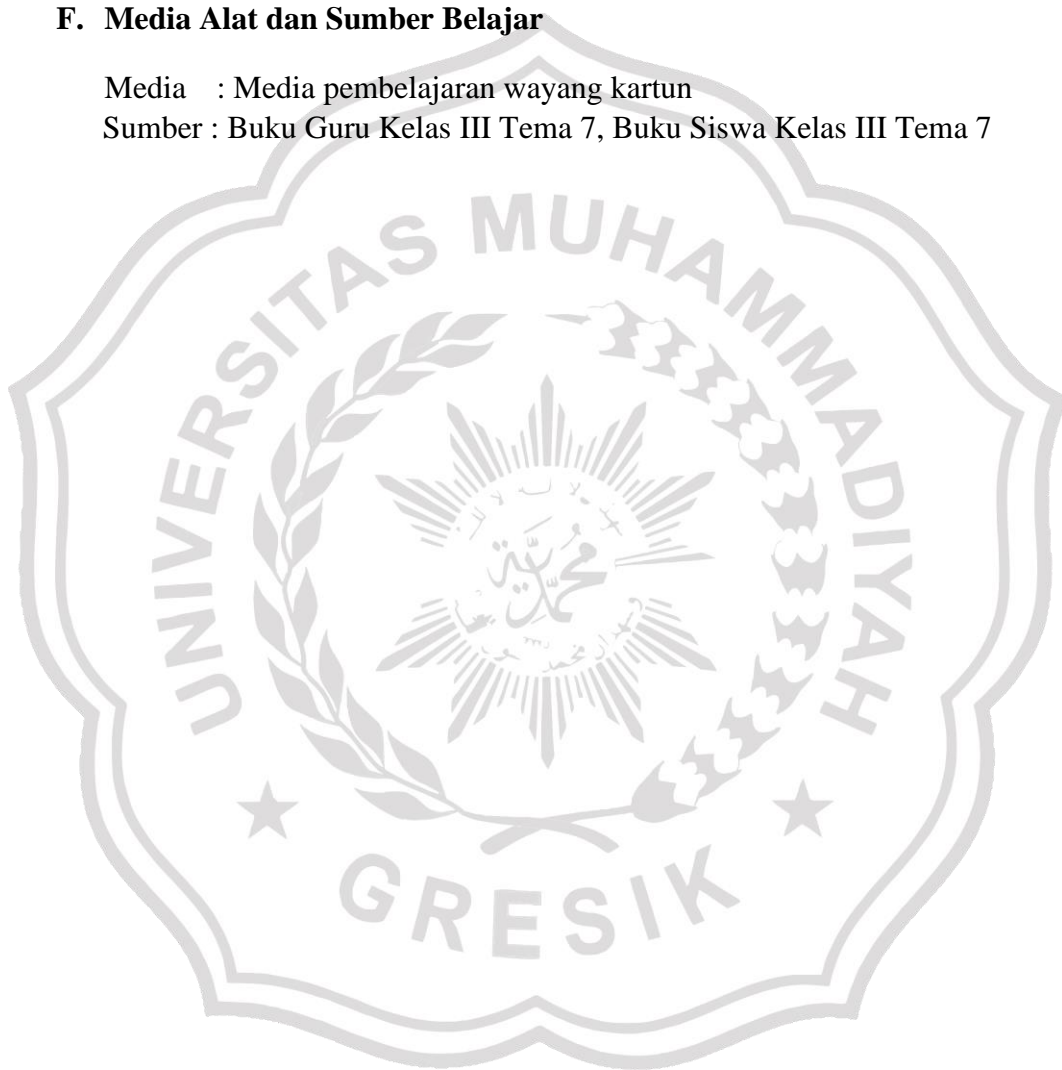 F. Media Alat dan Sumber Belajar
Media : Media pembelajaran wayang kartun
Sumber : Buku Guru Kelas III Tema 7, Buku Siswa Kelas III Tema 7
UNIVERSITAS MUHAMMADIYAH
محمدية
GRESIK